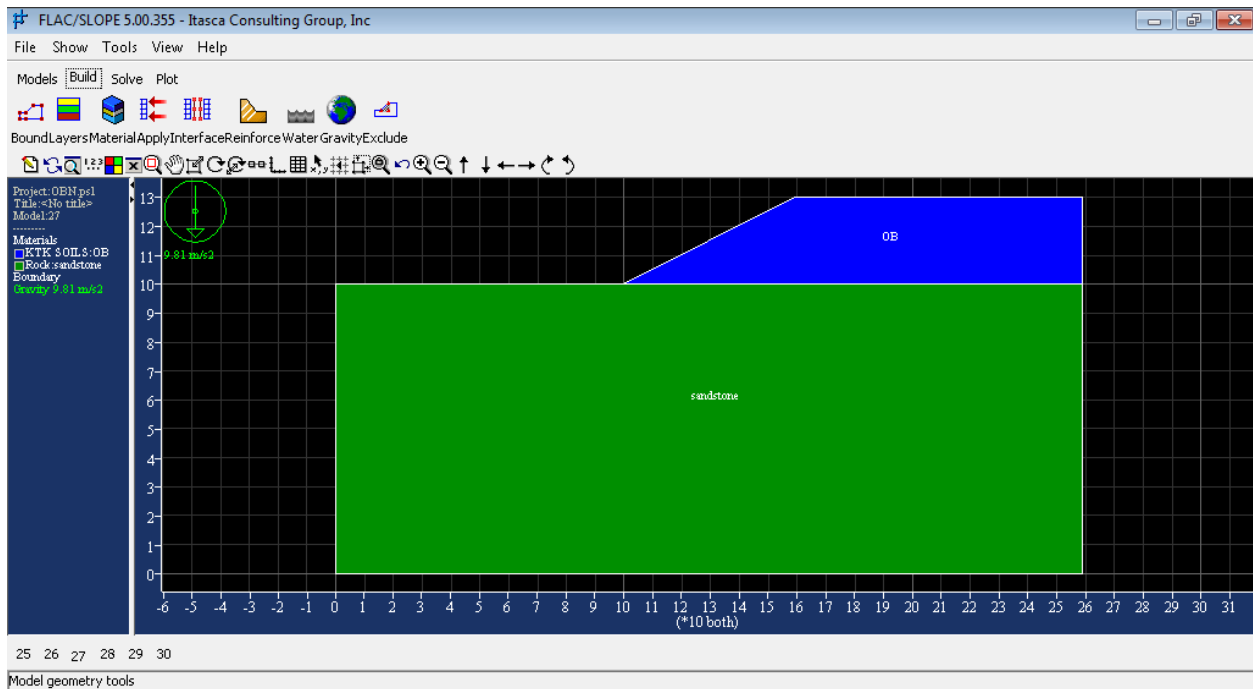 FLAC/SLOPE 5.00.355 - Itasca Consulting Group, Inc
File Show Tools View Help
Models Build Solve Plot
BoundLayersMaterialApplyInterfaceReinforce WaterGravityExclude
1 2 3
Project:OBN.psl
Title:<No title>
Model:27
---------
Materials
KTK SOILS:OB
Rock:sandstone
Boundary
Gravity 9.81 m/s2
13
12
11
10
9
8
7
6
5
4
3
2
1
0
9.81 m/s2
OB
sandstone
-6 -5 -4 -3 -2 -1 0 1 2 3 4 5 6 7 8 9 10 11 12 13 14 15 16 17 18 19 20 21 22 23 24 25 26 27 28 29 30 31
(*10 both)
25 26 27 28 29 30
Model geometry tools